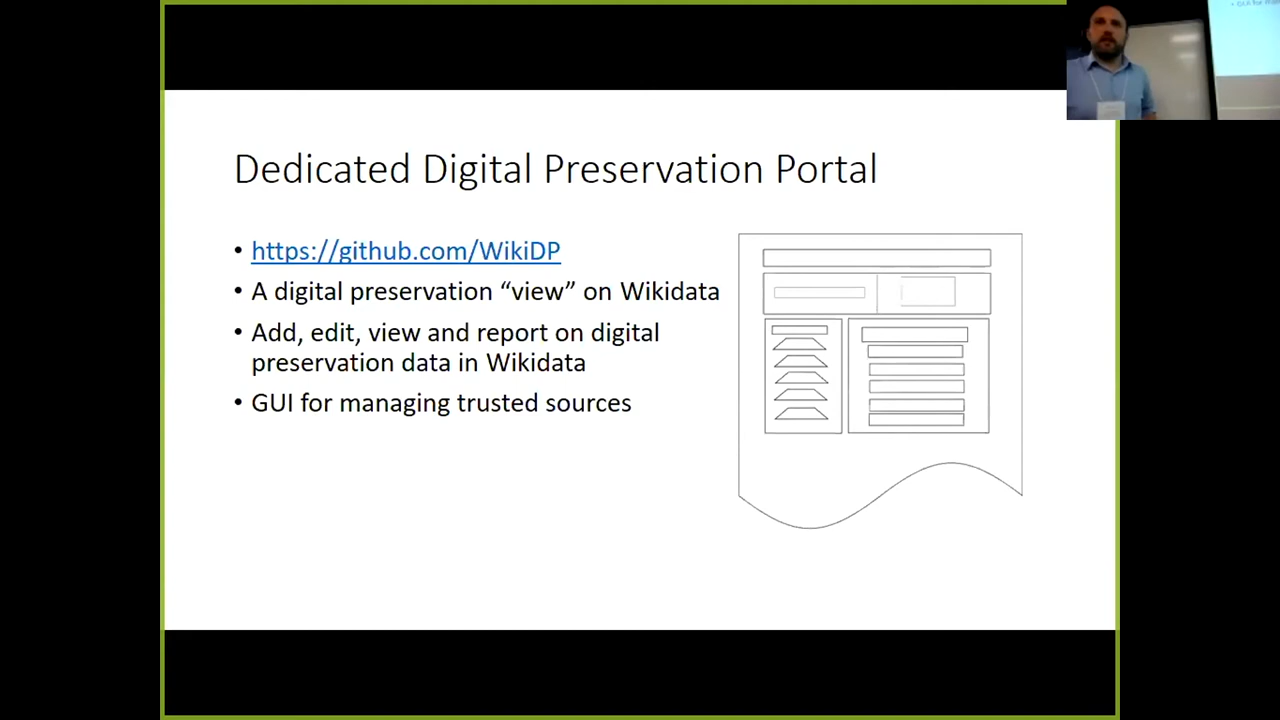 Dedicated Digital Preservation Portal
• https://github.com/WikiDP
• A digital preservation “view” on Wikidata
• Add, edit, view and report on digital
preservation data in Wikidata
• GUI for managing trusted sources